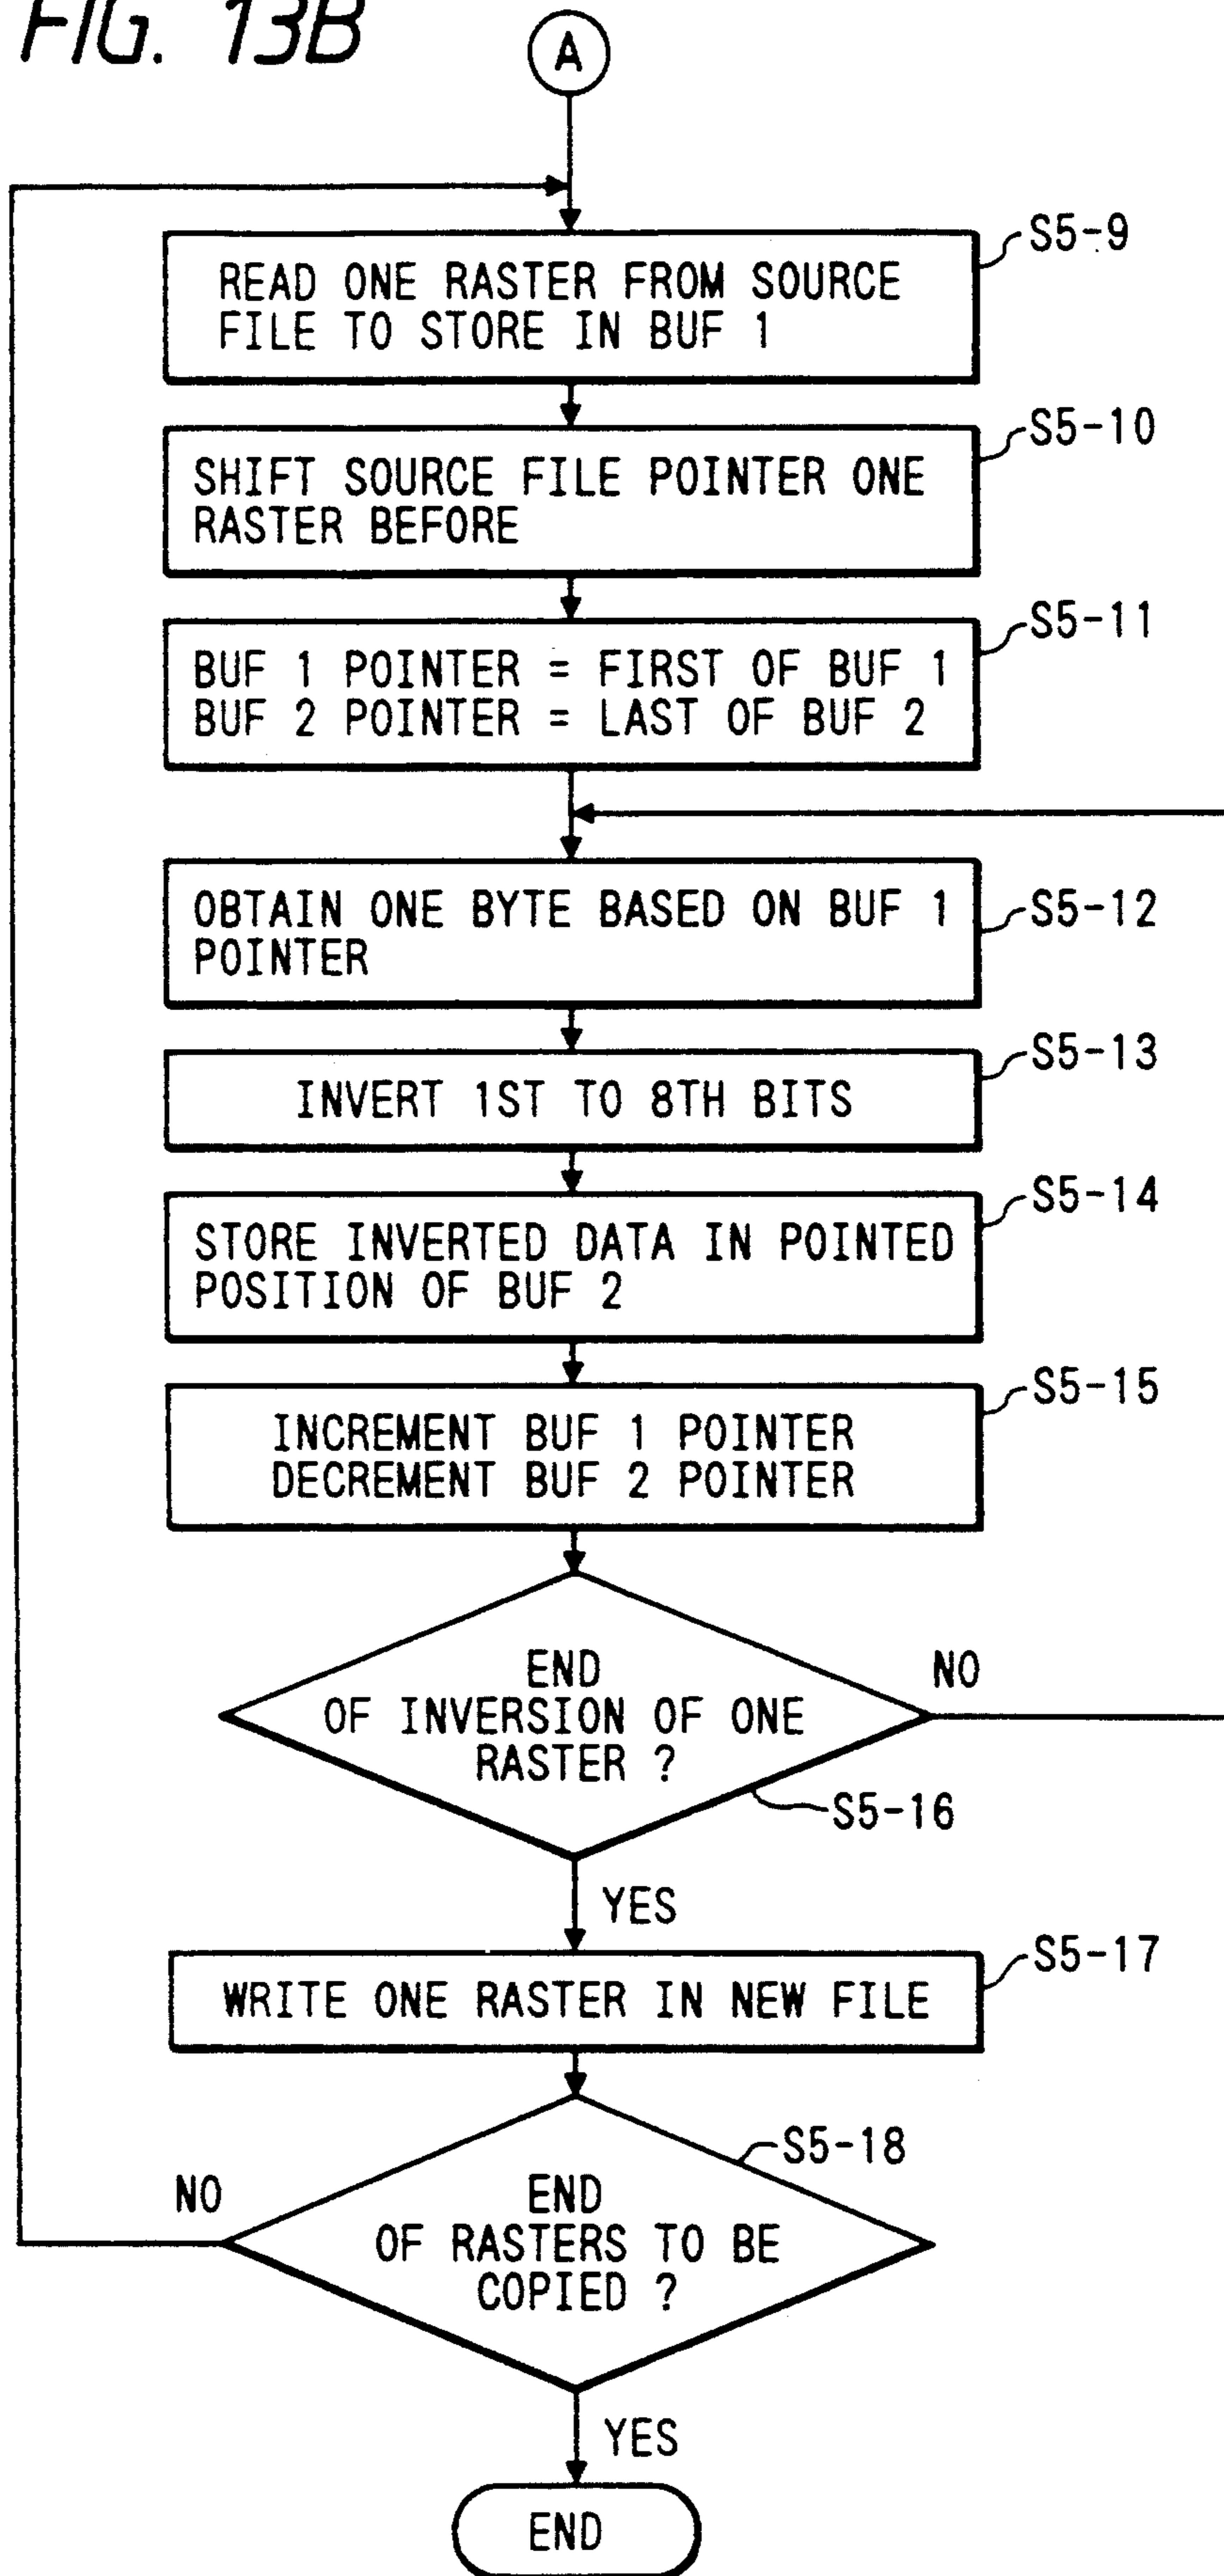 FIG. 13B
A
S5-9
READ ONE RASTER FROM SOURCE
FILE TO STORE IN BUF 1
S5-10
SHIFT SOURCE FILE POINTER ONE
RASTER BEFORE
S5-11
BUF 1 POINTER = FIRST OF BUF 1
BUF 2 POINTER = LAST OF BUF 2
OBTAIN ONE BYTE BASED ON BUF 1
POINTER
S5-12
S5-13
INVERT 1ST TO 8TH BITS
S5-14
STORE INVERTED DATA IN POINTED
POSITION OF BUF 2
S5-15
INCREMENT BUF 1 POINTER
DECREMENT BUF 2 POINTER
END
OF INVERSION OF ONE
RASTER ?
NO
S5-16
YES
S5-17
WRITE ONE RASTER IN NEW FILE
S5-18
NO
END
OF RASTERS TO BE
COPIED ?
YES
END